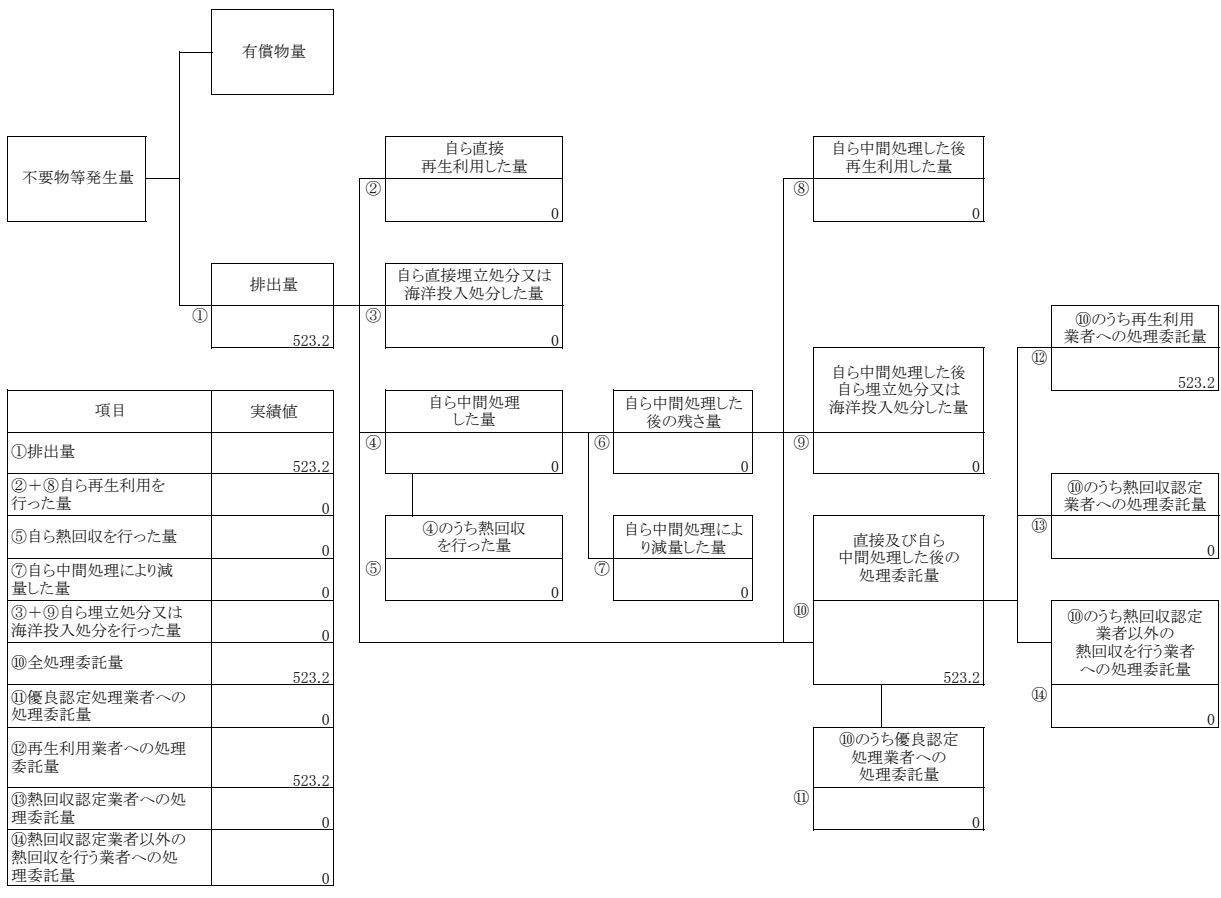 有償物量
不要物等発生量
排出量
①
523.2
自ら直接
再生利用した量
②
0
自ら直接埋立処分又は
海洋投入処分した量
③
0
自ら中間処理
した量
④
0
④のうち熱回収
を行った量
⑤
0
自ら中間処理した
後の残さ量
⑥
0
自ら中間処理によ
り減量した量
⑦
0
自ら中間処理した後
再生利用した量
⑧
0
自ら中間処理した後
自ら埋立処分又は
海洋投入処分した量
⑨
0
直接及び自ら
中間処理した後の
処理委託量
⑩
523.2
⑩のうち優良認定
処理業者への
処理委託量
⑪
0
⑩のうち再生利用
業者への処理委託量
⑫
523.2
⑩のうち熱回収認定
業者への処理委託量
⑬
0
⑩のうち熱回収認定
業者以外の
熱回収を行う業者
への処理委託量
⑭
0
項目 実績値
①排出量
523.2
②+⑧自ら再生利用を
行った量
0
⑤自ら熱回収を行った量
0
⑦自ら中間処理により減
量した量
0
③+⑨自ら埋立処分又は
海洋投入処分を行った量
0
⑩全処理委託量
523.2
⑪優良認定処理業者への
処理委託量
0
⑫再生利用業者への処理
委託量
523.2
⑬熱回収認定業者への処
理委託量
0
⑭熱回収認定業者以外の
熱回収を行う業者への処
理委託量
0